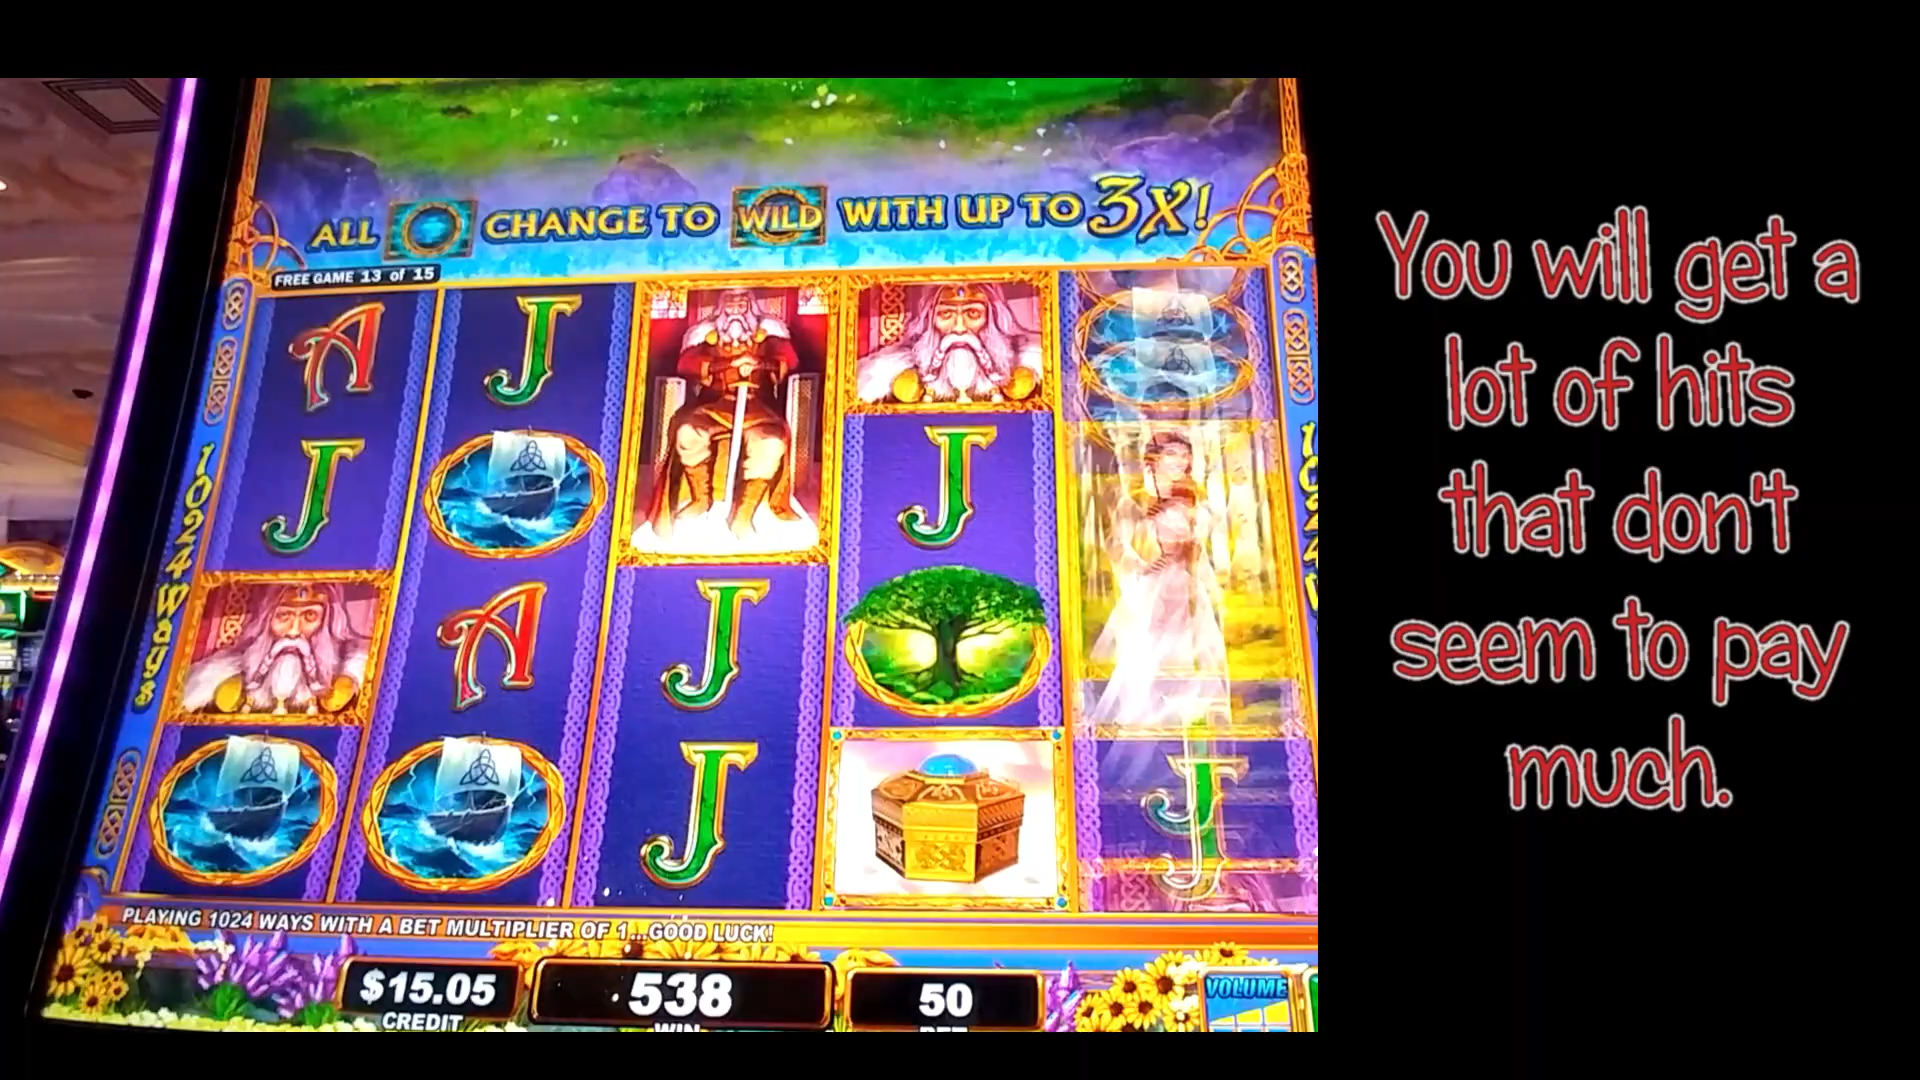 ALL CHANGE TO WILD WITH UP TO 3X!
FREE GAME 13 of 15
A J
J J
A J
J
J
1024 Ways
PLAYING 1024 WAYS WITH A BET MULTIPLIER OF 1...GOOD LUCK!
$15.05 538 50 VOLUME
CREDIT WIN BET
You will get a
lot of hits
that don't
seem to pay
much.